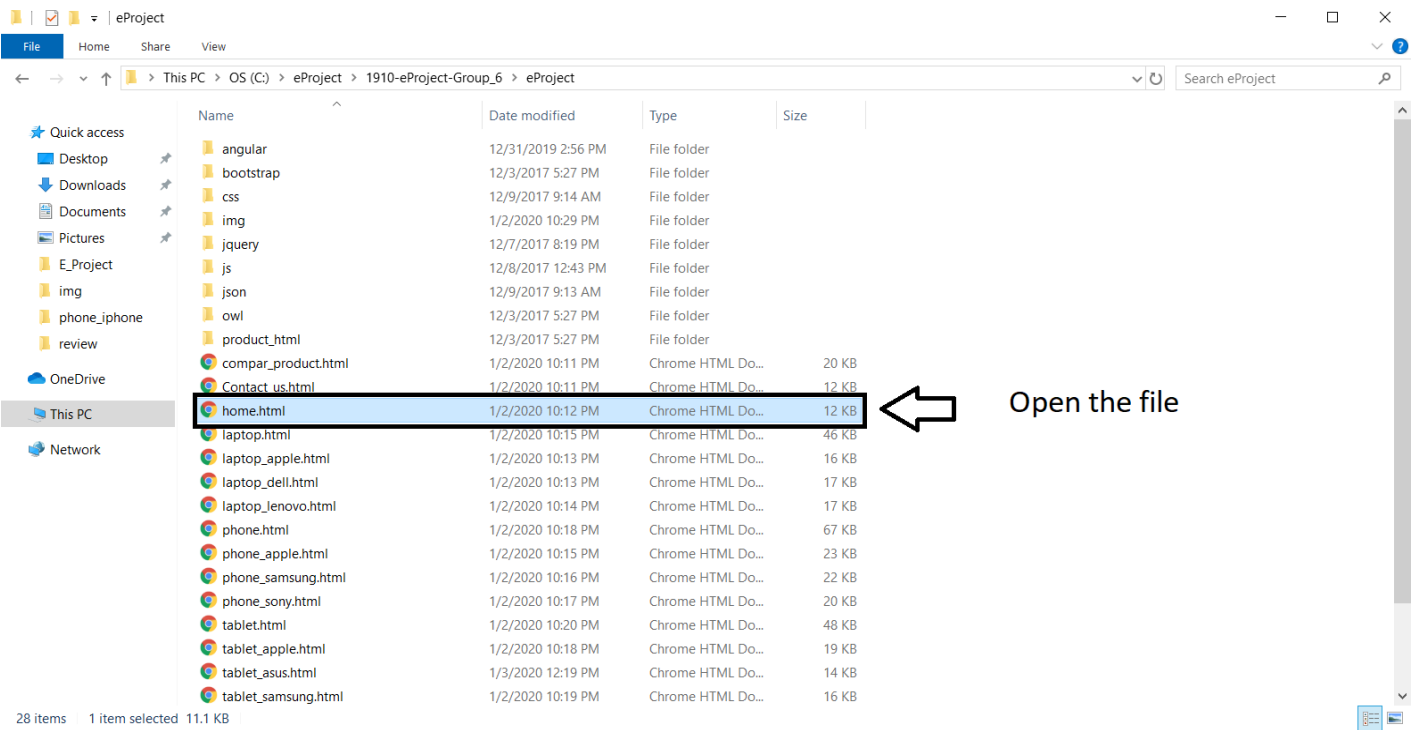 eProject
File Home Share View
This PC > OS (C:) > eProject > 1910-eProject-Group_6 > eProject
Search eProject
Name Date modified Type Size
Quick access
Desktop
Downloads
Documents
Pictures
E_Project
img
phone_iphone
review
OneDrive
This PC
Network
angular 12/31/2019 2:56 PM File folder
bootstrap 12/3/2017 5:27 PM File folder
css 12/9/2017 9:14 AM File folder
img 1/2/2020 10:29 PM File folder
jquery 12/7/2017 8:19 PM File folder
js 12/8/2017 12:43 PM File folder
json 12/9/2017 9:13 AM File folder
owl 12/3/2017 5:27 PM File folder
product_html 12/3/2017 5:27 PM File folder
compar_product.html 1/2/2020 10:11 PM Chrome HTML Do... 20 KB
Contact_us.html 1/2/2020 10:11 PM Chrome HTML Do... 12 KB
home.html 1/2/2020 10:12 PM Chrome HTML Do... 12 KB
Open the file
laptop.html 1/2/2020 10:15 PM Chrome HTML Do... 46 KB
laptop_apple.html 1/2/2020 10:13 PM Chrome HTML Do... 16 KB
laptop_dell.html 1/2/2020 10:13 PM Chrome HTML Do... 17 KB
laptop_lenovo.html 1/2/2020 10:14 PM Chrome HTML Do... 17 KB
phone.html 1/2/2020 10:18 PM Chrome HTML Do... 67 KB
phone_apple.html 1/2/2020 10:15 PM Chrome HTML Do... 23 KB
phone_samsung.html 1/2/2020 10:16 PM Chrome HTML Do... 22 KB
phone_sony.html 1/2/2020 10:17 PM Chrome HTML Do... 20 KB
tablet.html 1/2/2020 10:20 PM Chrome HTML Do... 48 KB
tablet_apple.html 1/2/2020 10:18 PM Chrome HTML Do... 19 KB
tablet_asus.html 1/3/2020 12:19 PM Chrome HTML Do... 14 KB
tablet_samsung.html 1/2/2020 10:19 PM Chrome HTML Do... 16 KB
28 items 1 item selected 11.1 KB